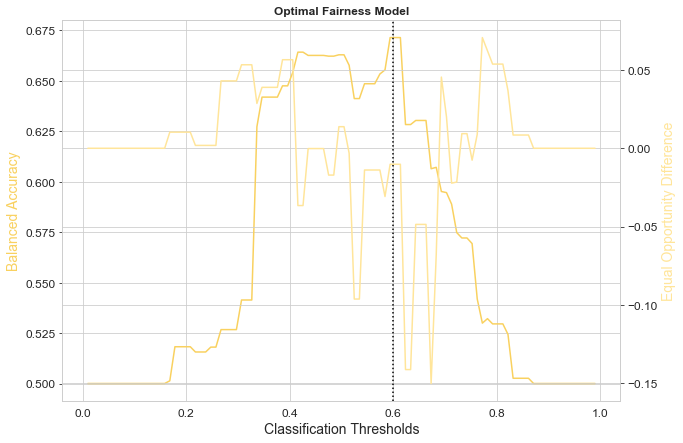 Optimal Fairness Model
0.675
0.650
0.625
0.600
0.575
0.550
0.525
0.500
Balanced Accuracy
0.05
0.00
−0.05
−0.10
−0.15
Equal Opportunity Difference
0.0 0.2 0.4 0.6 0.8 1.0
Classification Thresholds